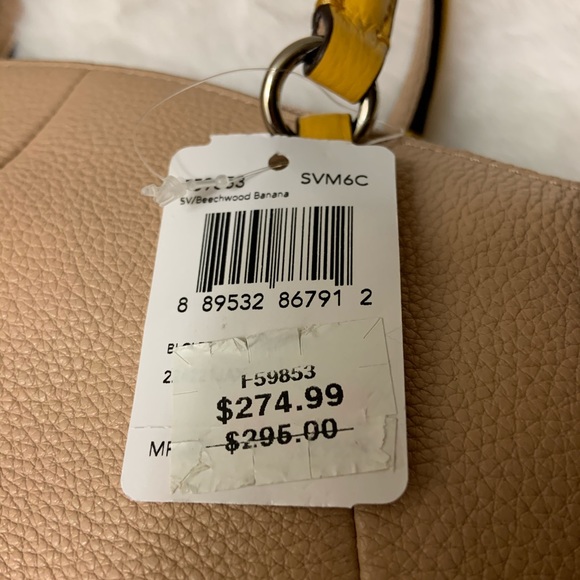 SVM6C
SV/Beechwood Banana
8 89532 86791 2
F59853
$274.99
$295.00